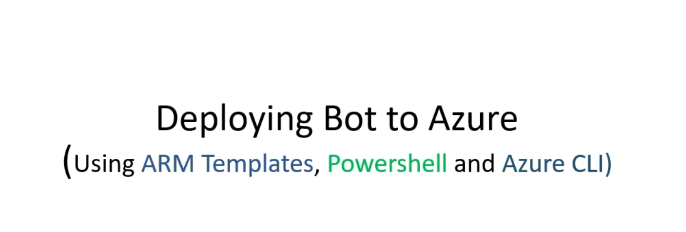 Deploying Bot to Azure
(Using ARM Templates, Powershell and Azure CLI)